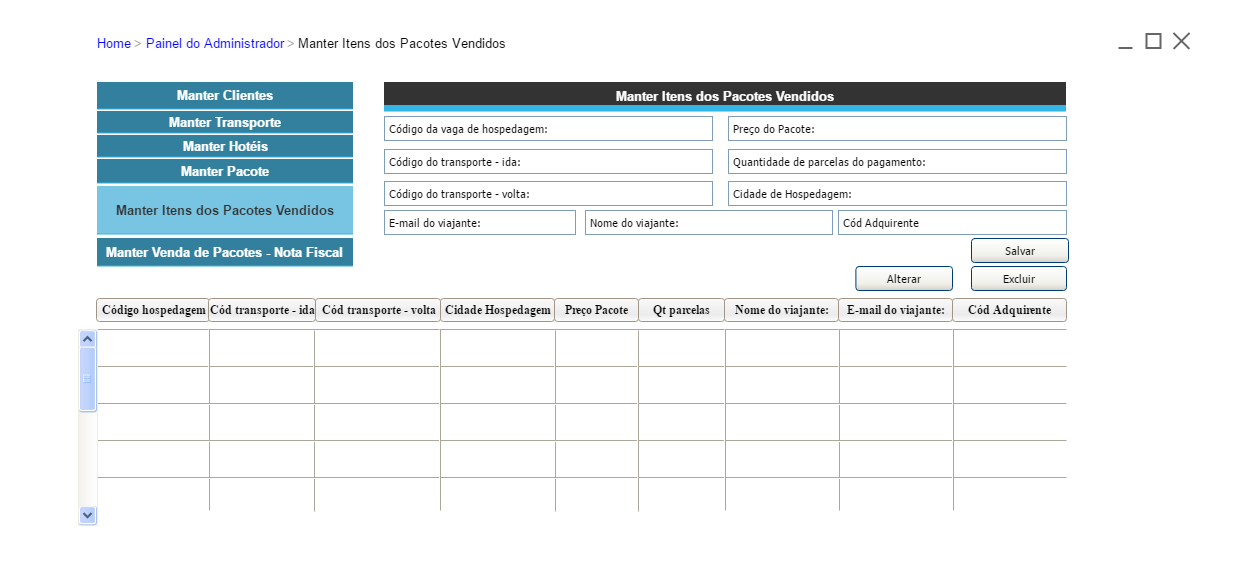 Home > Painel do Administrador > Manter Itens dos Pacotes Vendidos
Manter Clientes
Manter Transporte
Manter Hotéis
Manter Pacote
Manter Itens dos Pacotes Vendidos
Manter Venda de Pacotes - Nota Fiscal
Manter Itens dos Pacotes Vendidos
Código da vaga de hospedagem: Preço do Pacote:
Código do transporte - ida: Quantidade de parcelas do pagamento:
Código do transporte - volta: Cidade de Hospedagem:
E-mail do viajante: Nome do viajante: Cód Adquirente
Salvar
Alterar Excluir
Código hospedagem Cód transporte - ida Cód transporte - volta Cidade Hospedagem Preço Pacote Qt parcelas Nome do viajante: E-mail do viajante: Cód Adquirente